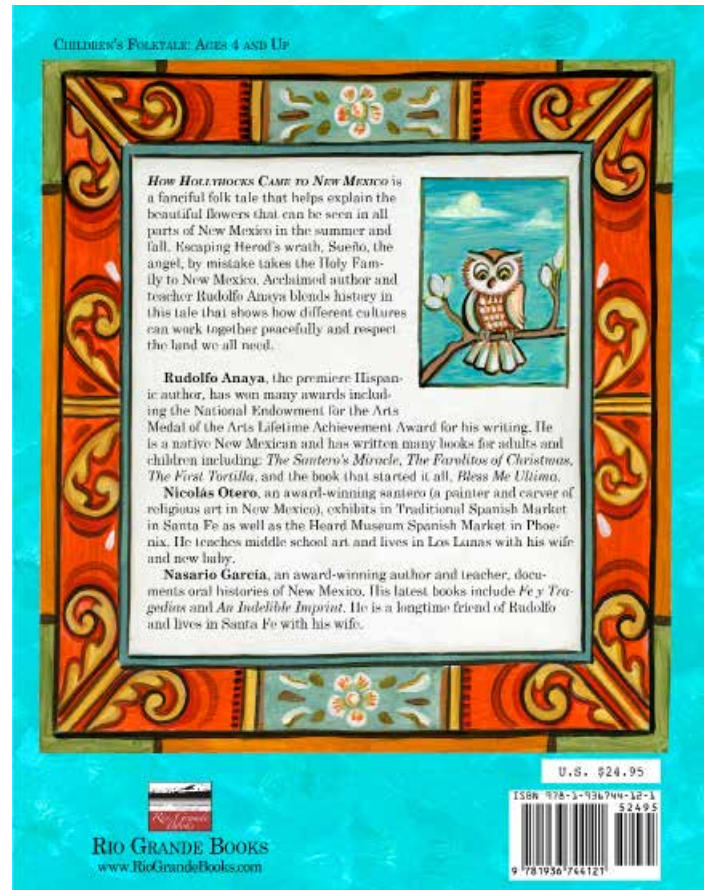 CHILDREN'S FOLKTALE: AGES 4 AND UP
HOW HOLLYHOCKS CAME TO NEW MEXICO is
a fanciful folk tale that helps explain the
beautiful flowers that can be seen in all
parts of New Mexico in the summer and
fall. Escaping Herod's wrath, Sueño, the
angel, by mistake takes the Holy Fam-
ily to New Mexico. Acclaimed author and
teacher Rudolfo Anaya blends history in
this tale that shows how different cultures
can work together peacefully and respect
the land we all need.
Rudolfo Anaya, the premiere Hispan-
ic author, has won many awards includ-
ing the National Endowment for the Arts
Medal of the Arts Lifetime Achievement Award for his writing. He
is a native New Mexican and has written many books for adults and
children including: The Santero's Miracle, The Farolitos of Christmas,
The First Tortilla, and the book that started it all, Bless Me Ultima.
Nicolás Otero, an award-winning santero (a painter and carver of
religious art in New Mexico), exhibits in Traditional Spanish Market
in Santa Fe as well as the Heard Museum Spanish Market in Phoe-
nix. He teaches middle school art and lives in Los Lunas with his wife
and new baby.
Nasario García, an award-winning author and teacher, docu-
ments oral histories of New Mexico. His latest books include Fe y Tra-
gedias and An Indelible Imprint. He is a longtime friend of Rudolfo
and lives in Santa Fe with his wife.
U.S. $24.95
ISBN 978-1-936744-12-1
52495
9 781936 744121
Rio Grande
Books
RIO GRANDE BOOKS
www.RioGrandeBooks.com